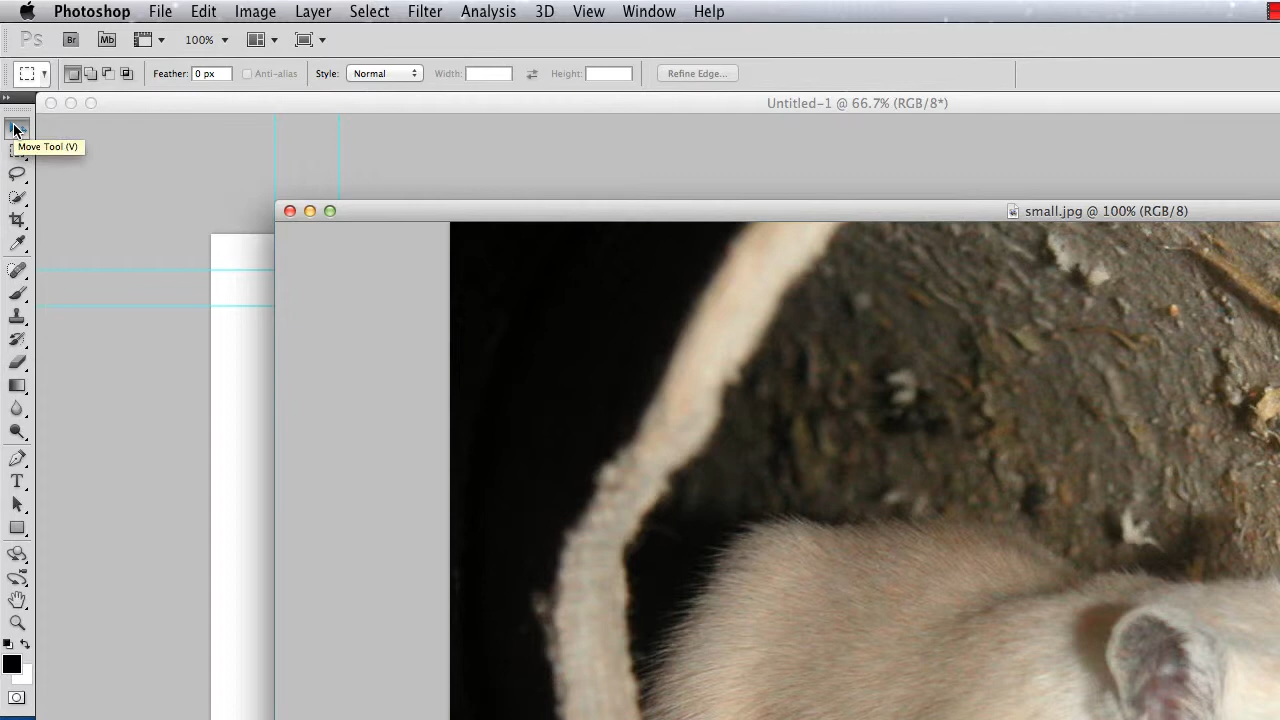 Photoshop File Edit Image Layer Select Analysis Filter 3D View Window Help
Ps Br Mb 100%
Feather: 0 px Anti-alias Style: Normal Width: Height: Refine Edge...
Untitled-1 @ 66.7% (RGB/8*)
Move Tool (V)
small.jpg @ 100% (RGB/8)
T